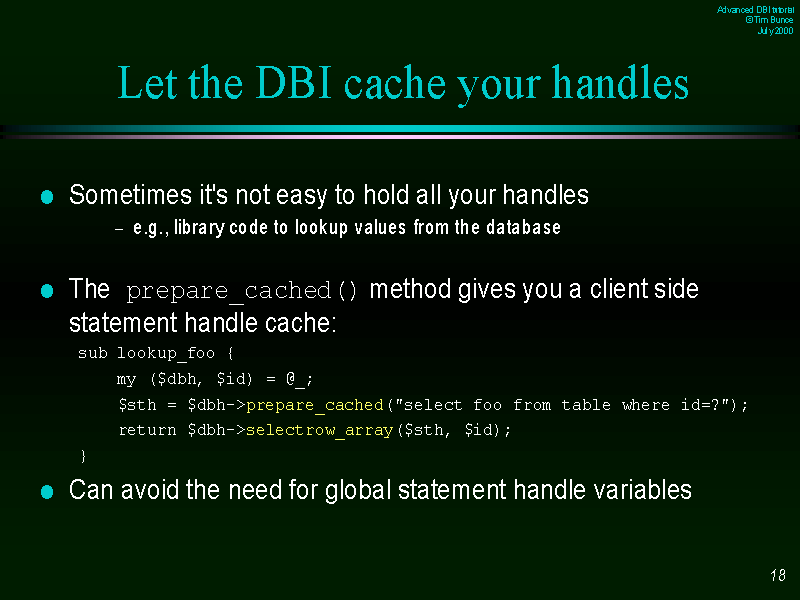 Advanced DBI tutorial
© Tim Bunce
July 2000
Let the DBI cache your handles
Sometimes it's not easy to hold all your handles
– e.g., library code to lookup values from the database
The prepare_cached() method gives you a client side
statement handle cache:
sub lookup_foo {
    my ($dbh, $id) = @_;
    $sth = $dbh->prepare_cached("select foo from table where id=?");
    return $dbh->selectrow_array($sth, $id);
}
Can avoid the need for global statement handle variables
18